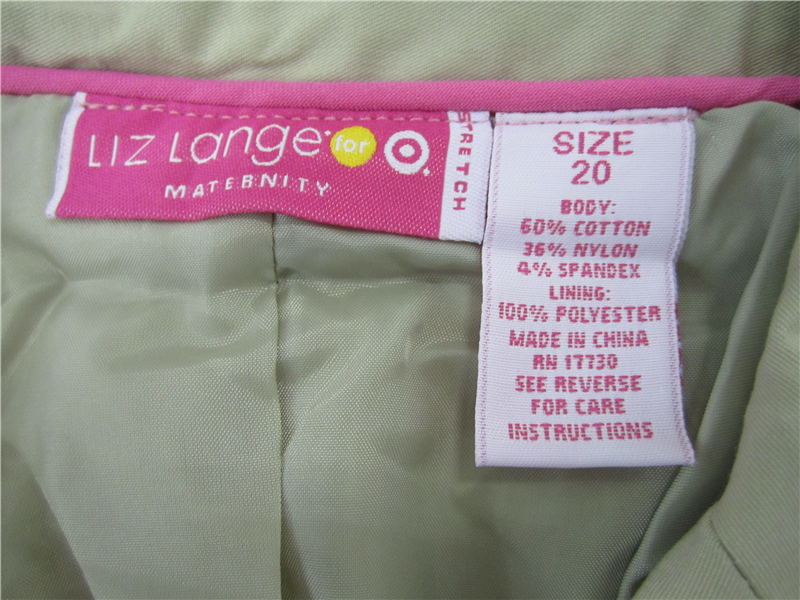 LIZ Lange for
MATERNITY
STRETCH
SIZE
20
BODY:
60% COTTON
36% NYLON
4% SPANDEX
LINING:
100% POLYESTER
MADE IN CHINA
RN 17730
SEE REVERSE
FOR CARE
INSTRUCTIONS